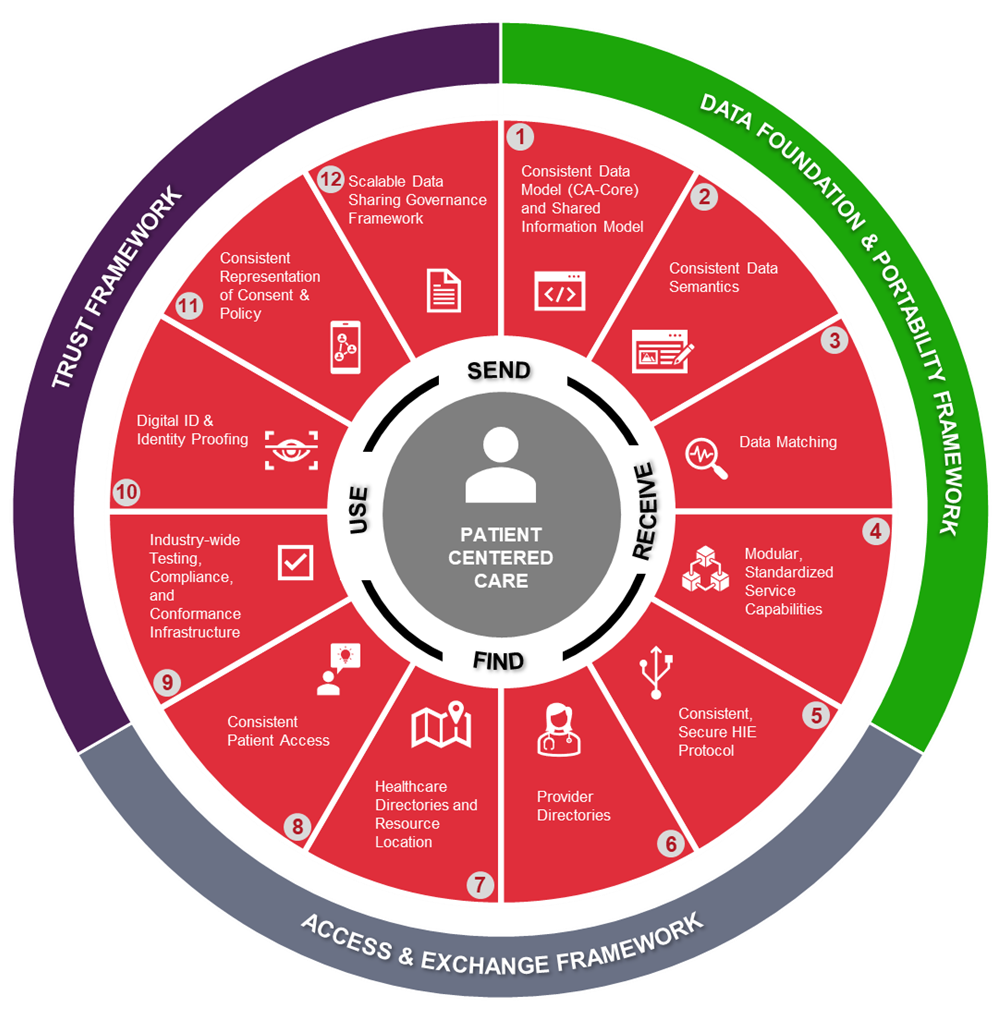 DATA FOUNDATION & PORTABILITY FRAMEWORK
ACCESS & EXCHANGE FRAMEWORK
TRUST FRAMEWORK
1
Consistent Data
Model (CA-Core)
and Shared
Information Model
2
Consistent Data
Semantics
3
Data Matching
4
Modular,
Standardized
Service
Capabilities
5
Consistent,
Secure HIE
Protocol
6
Provider
Directories
7
Healthcare
Directories and
Resource
Location
8
Consistent
Patient Access
9
Industry-wide
Testing,
Compliance,
and
Conformance
Infrastructure
10
Digital ID &
Identity Proofing
11
Consistent
Representation
of Consent &
Policy
12
Scalable Data
Sharing Governance
Framework
SEND
RECEIVE
FIND
USE
PATIENT
CENTERED
CARE